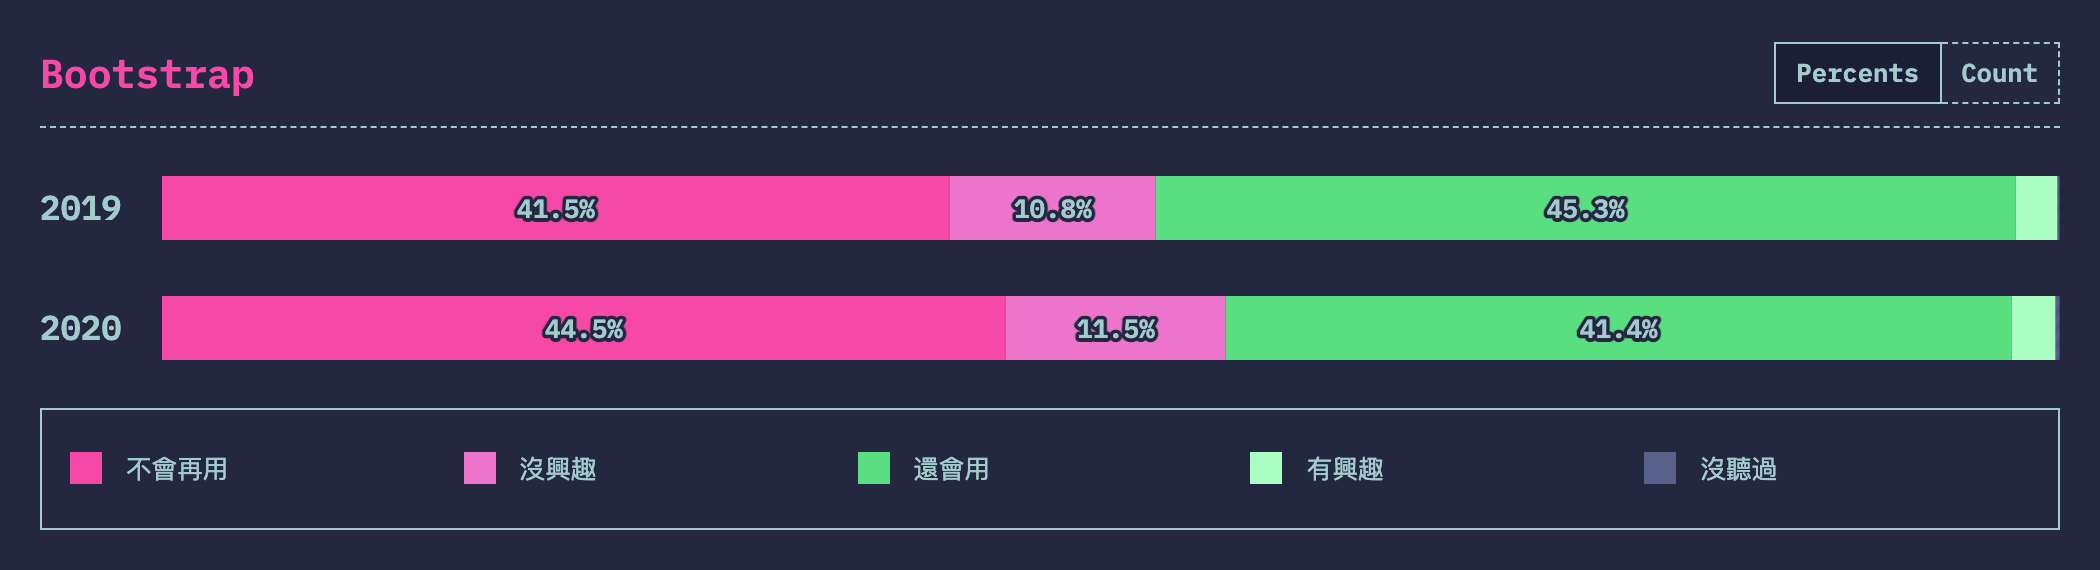 Bootstrap
Percents Count
2019 41.5% 10.8% 45.3%
2020 44.5% 11.5% 41.4%
不會再用 沒興趣 還會用 有興趣 沒聽過